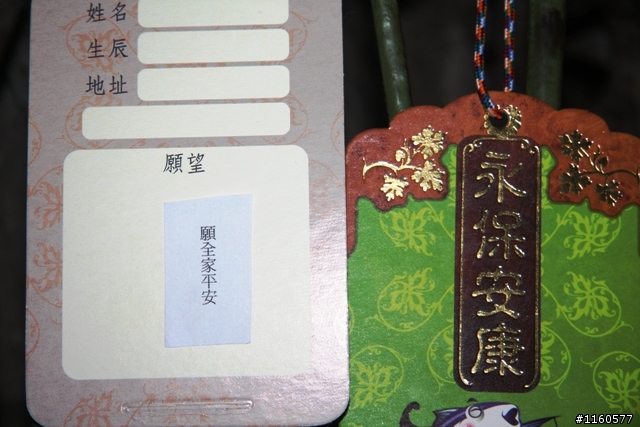 姓名
生辰
地址
願望
願全家平安
永保安康
#1160577